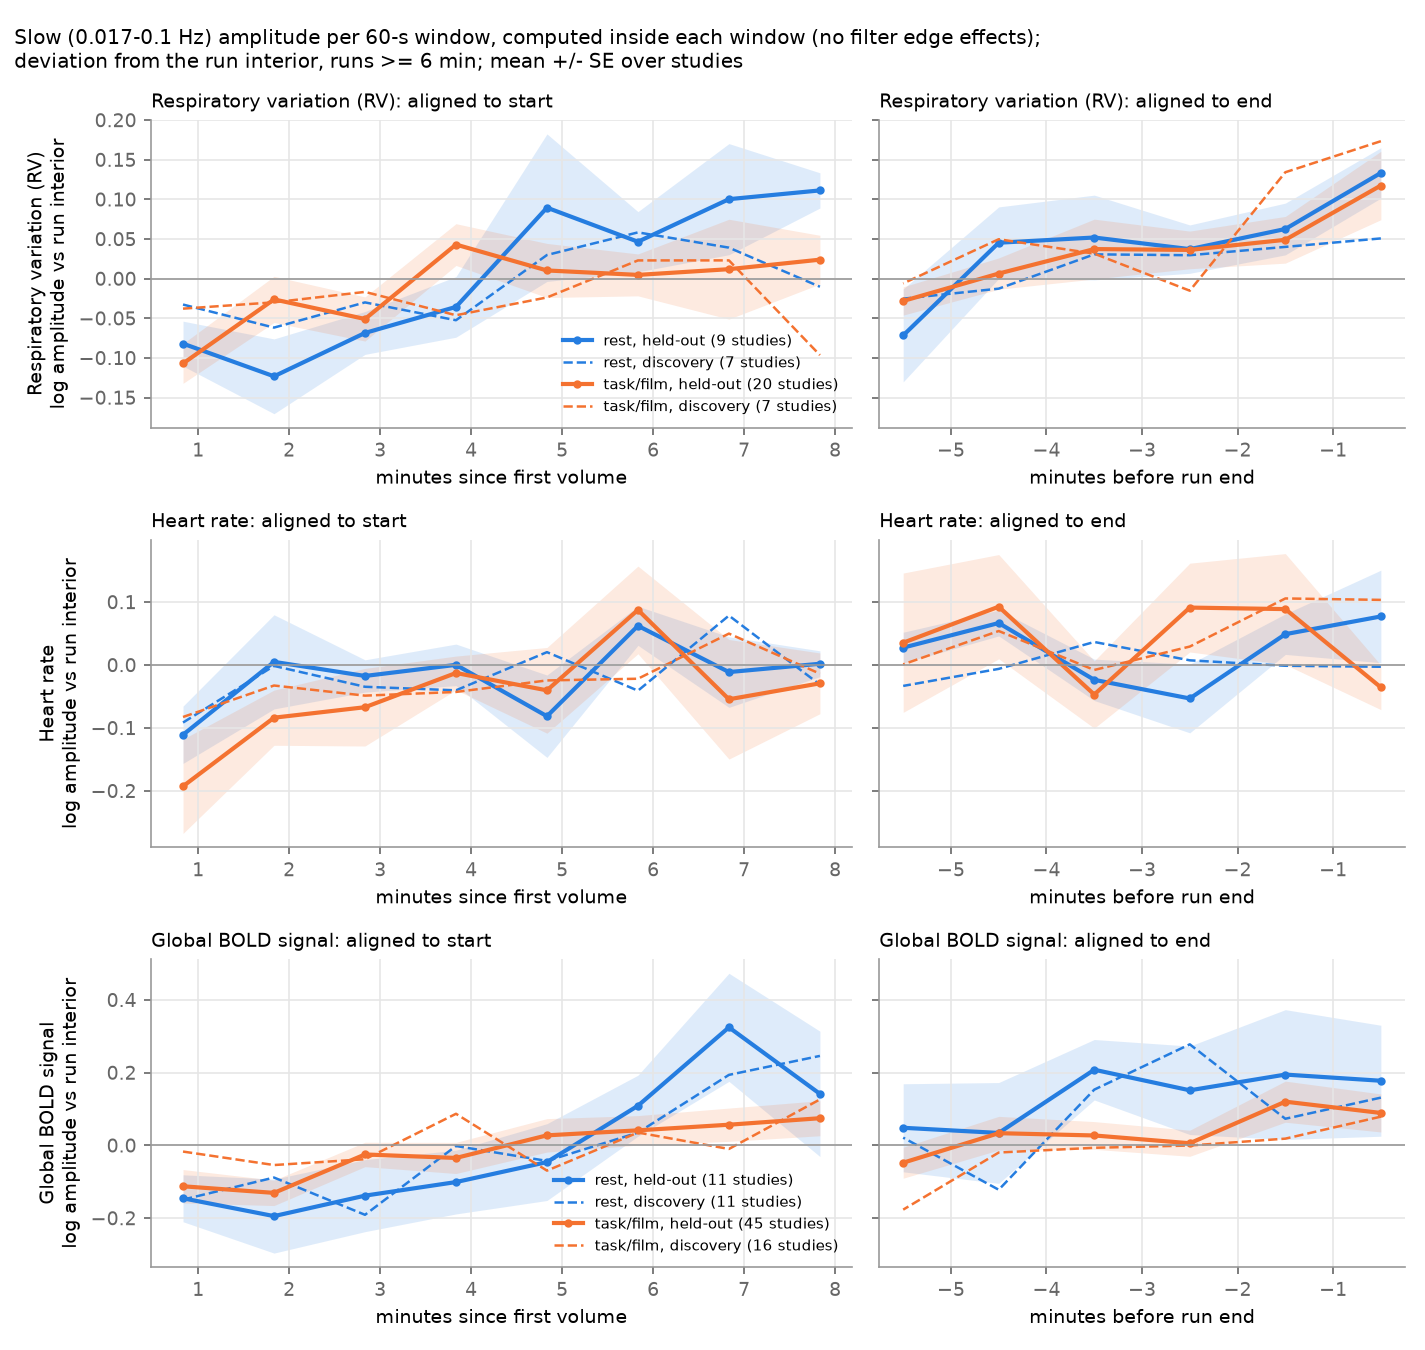 Slow (0.017-0.1 Hz) amplitude per 60-s window, computed inside each window (no filter edge effects);
deviation from the run interior, runs >= 6 min; mean +/- SE over studies
Respiratory variation (RV): aligned to start
Respiratory variation (RV)
log amplitude vs run interior
0.20
0.15
0.10
0.05
0.00
−0.05
−0.10
−0.15
rest, held-out (9 studies)
rest, discovery (7 studies)
task/film, held-out (20 studies)
task/film, discovery (7 studies)
1 2 3 4 5 6 7 8
minutes since first volume
Respiratory variation (RV): aligned to end
−5 −4 −3 −2 −1
minutes before run end
Heart rate: aligned to start
Heart rate
log amplitude vs run interior
0.1
0.0
−0.1
−0.2
1 2 3 4 5 6 7 8
minutes since first volume
Heart rate: aligned to end
−5 −4 −3 −2 −1
minutes before run end
Global BOLD signal: aligned to start
Global BOLD signal
log amplitude vs run interior
0.4
0.2
0.0
−0.2
rest, held-out (11 studies)
rest, discovery (11 studies)
task/film, held-out (45 studies)
task/film, discovery (16 studies)
1 2 3 4 5 6 7 8
minutes since first volume
Global BOLD signal: aligned to end
−5 −4 −3 −2 −1
minutes before run end